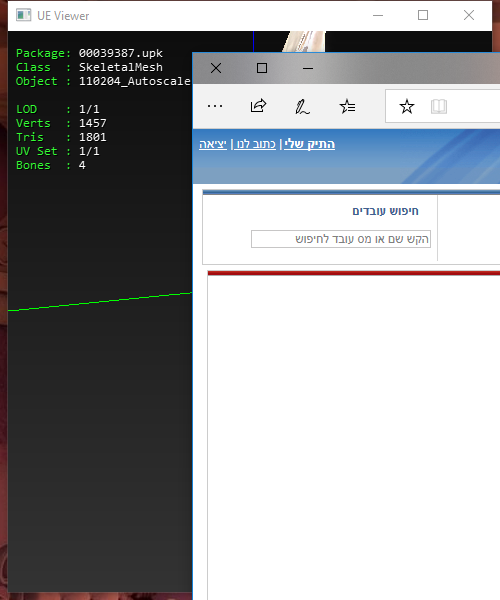 UE Viewer
Package: 00039387.upk
Class : SkeletalMesh
Object : 110204_Autoscale
LOD : 1/1
Verts : 1457
Tris : 1801
UV Set : 1/1
Bones : 4
התיק שלי | כתוב לנו | יציאה
חיפוש עובדים
הקש שם או מס עובד לחיפוש